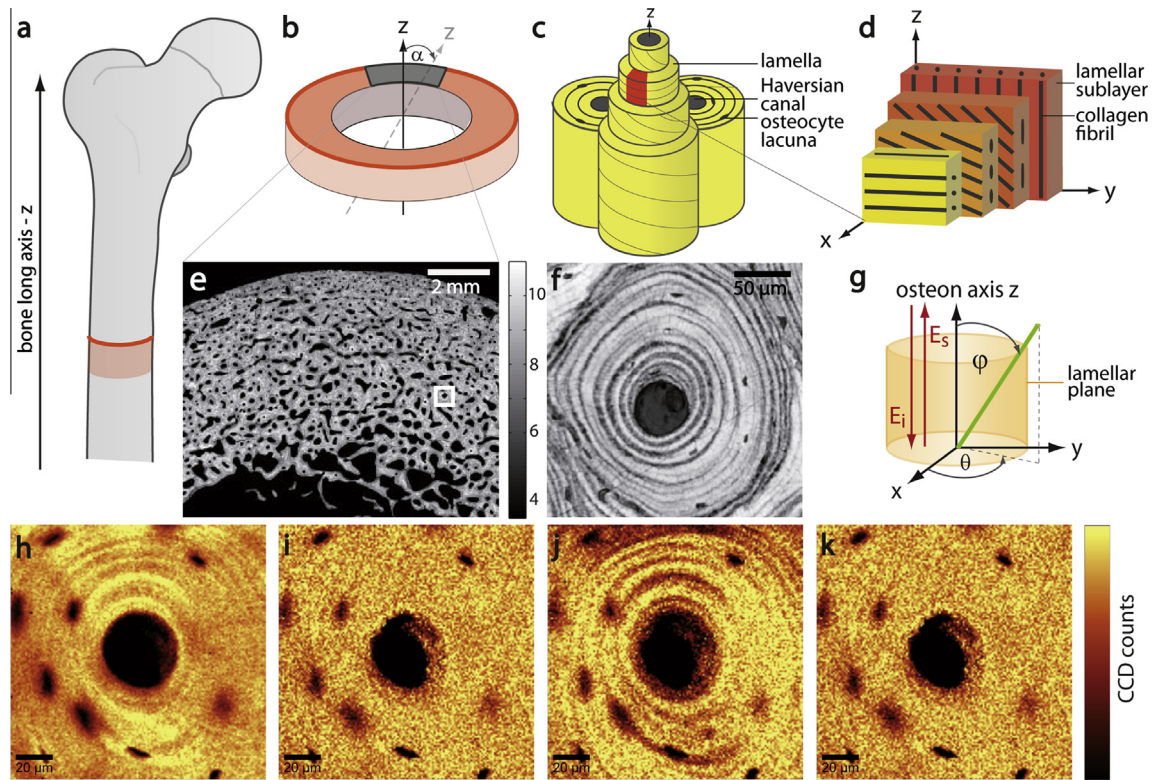 a
bone long axis - z
b
z
z
α
c
z
lamella
Haversian
canal
osteocyte
lacuna
d
z
lamellar
sublayer
collagen
fibril
y
x
e
2 mm
10
8
6
4
f
50 µm
g
osteon axis z
Es
φ
lamellar
plane
Ei
y
θ
x
h
20 µm
i
20 µm
j
20 µm
k
20 µm
CCD counts